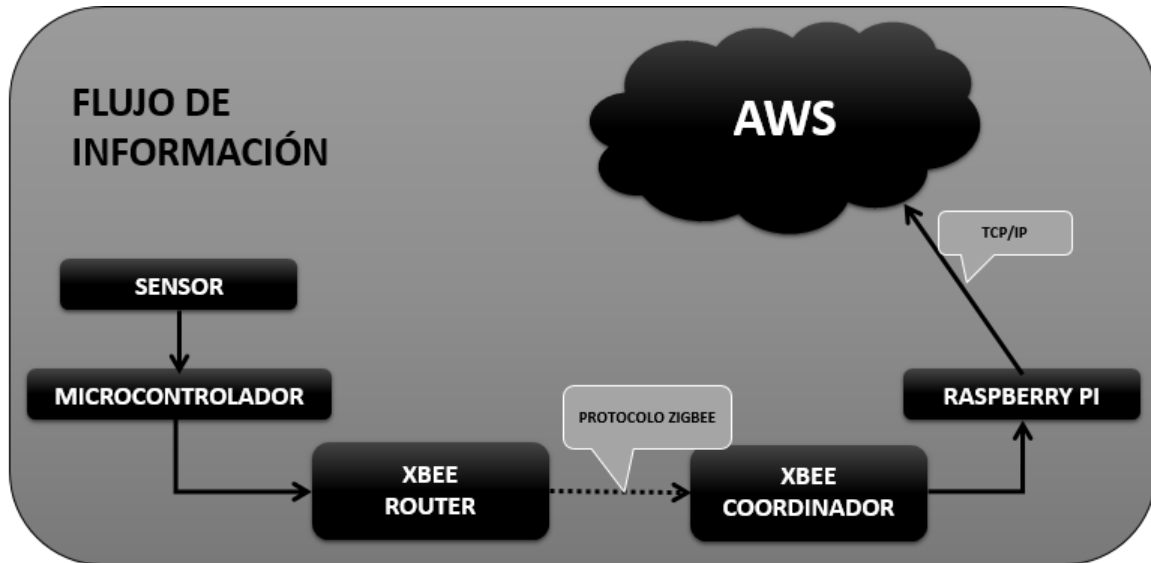 FLUJO DE
INFORMACIÓN
AWS
TCP/IP
SENSOR
MICROCONTROLADOR
RASPBERRY PI
PROTOCOLO ZIGBEE
XBEE
ROUTER
XBEE
COORDINADOR